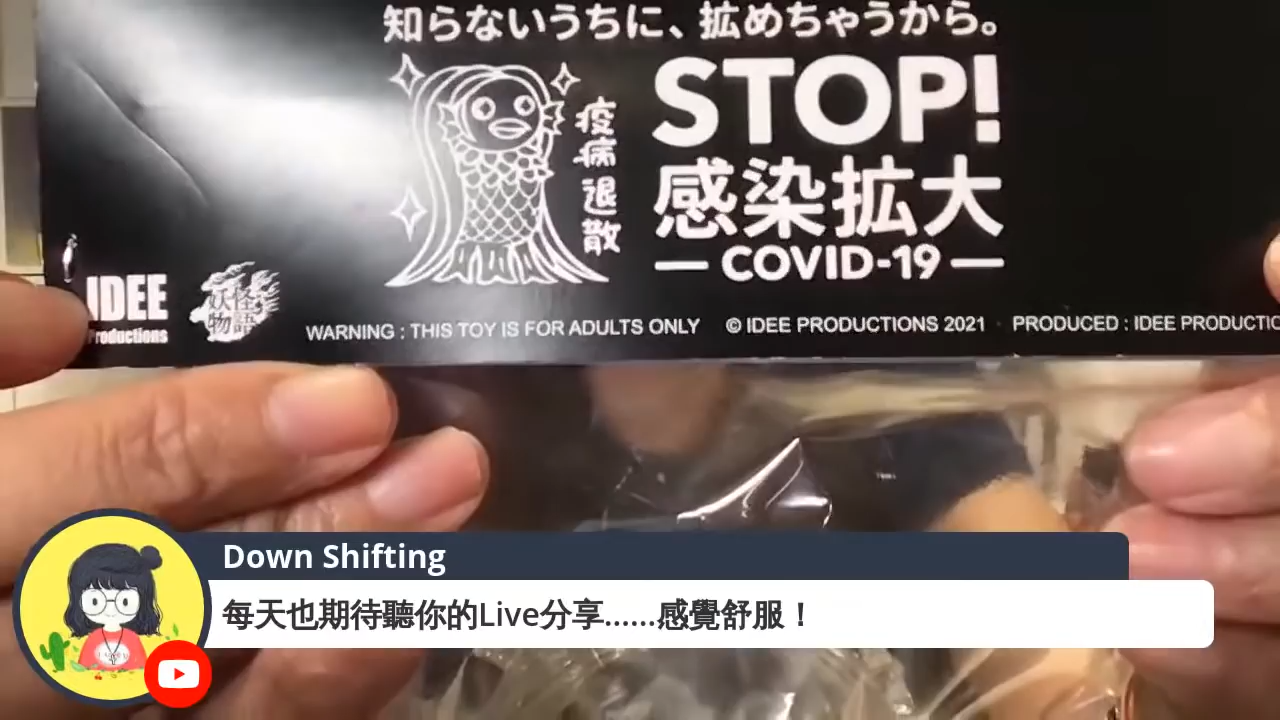 知らないうちに、拡めちゃうから。
疫病退散
STOP!
感染拡大
COVID-19
IDEE
Productions
妖怪
物語
WARNING : THIS TOY IS FOR ADULTS ONLY © IDEE PRODUCTIONS 2021 PRODUCED : IDEE PRODUCTIO
Down Shifting
每天也期待聽你的Live分享......感覺舒服！